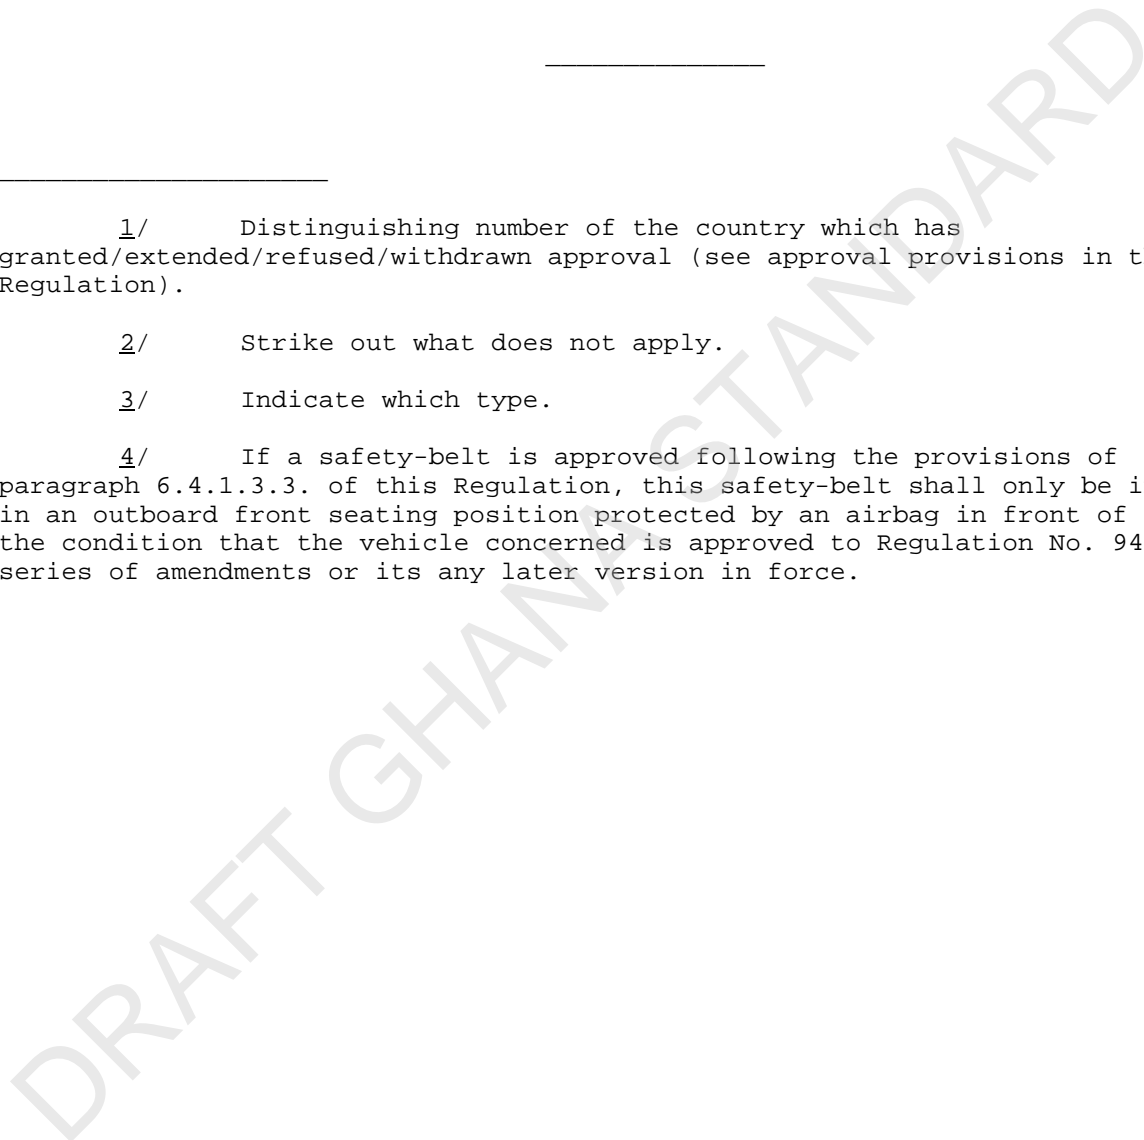 1/ Distinguishing number of the country which has
granted/extended/refused/withdrawn approval (see approval provisions in
Regulation).
2/ Strike out what does not apply.
3/ Indicate which type.
4/ If a safety-belt is approved following the provisions of
paragraph 6.4.1.3.3. of this Regulation, this safety-belt shall only be
in an outboard front seating position protected by an airbag in front of
the condition that the vehicle concerned is approved to Regulation No. 94
series of amendments or its any later version in force.
DRAFT GHANA STANDARD